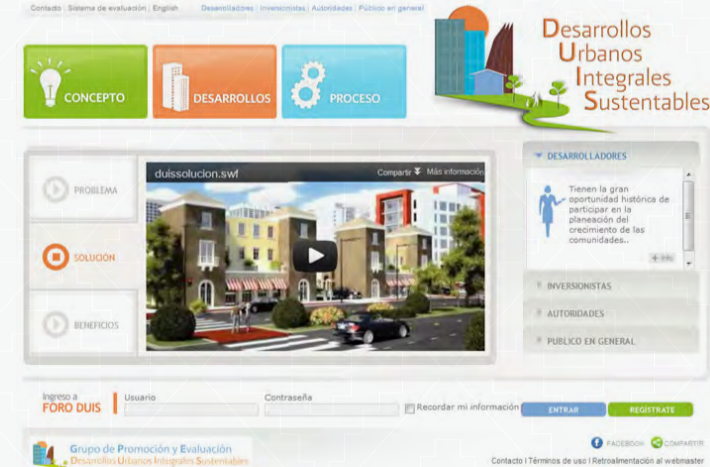 Contacto | Sistema de evaluación | English
Desarrolladores | Inversionistas | Autoridades | Público en general
Desarrollos
Urbanos
Integrales
Sustentables
CONCEPTO
DESARROLLOS
PROCESO
PROBLEMA
SOLUCIÓN
BENEFICIOS
duissolucion.swf
Compartir
Más información
DESARROLLADORES
Tienen la gran
oportunidad histórica de
participar en la
planeación del
crecimiento de las
comunidades..
+ info
INVERSIONISTAS
AUTORIDADES
PUBLICO EN GENERAL
Ingreso a
FORO DUIS
Usuario
Contraseña
Recordar mi información
ENTRAR
REGÍSTRATE
FACEBOOK
COMPARTIR
Grupo de Promoción y Evaluación
Desarrollos Urbanos Integrales Sustentables
Contacto | Términos de uso | Retroalimentación al webmaster